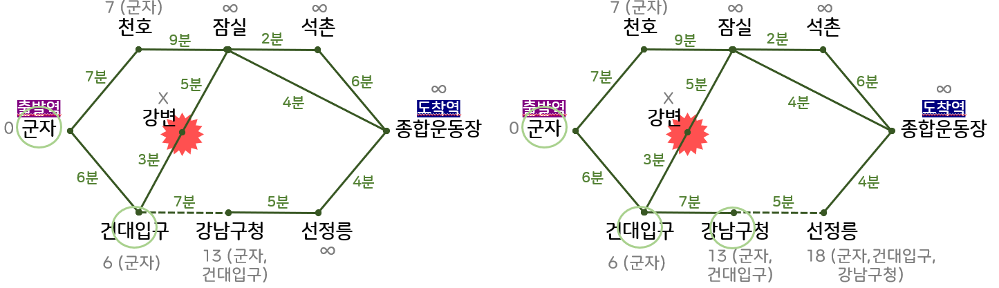 7 (군자)
∞
∞
천호
잠실
석촌
9분
2분
7분
5분
6분
4분
X
강변
∞
출발역
도착역
0
군자
종합운동장
3분
6분
4분
7분
5분
건대입구
강남구청
선정릉
∞
6 (군자)
13 (군자,
건대입구)
7 (군자)
∞
∞
천호
잠실
석촌
9분
2분
7분
5분
6분
4분
X
강변
∞
출발역
도착역
0
군자
종합운동장
3분
6분
4분
7분
5분
건대입구
강남구청
선정릉
6 (군자)
13 (군자,
건대입구)
18 (군자,건대입구,
강남구청)